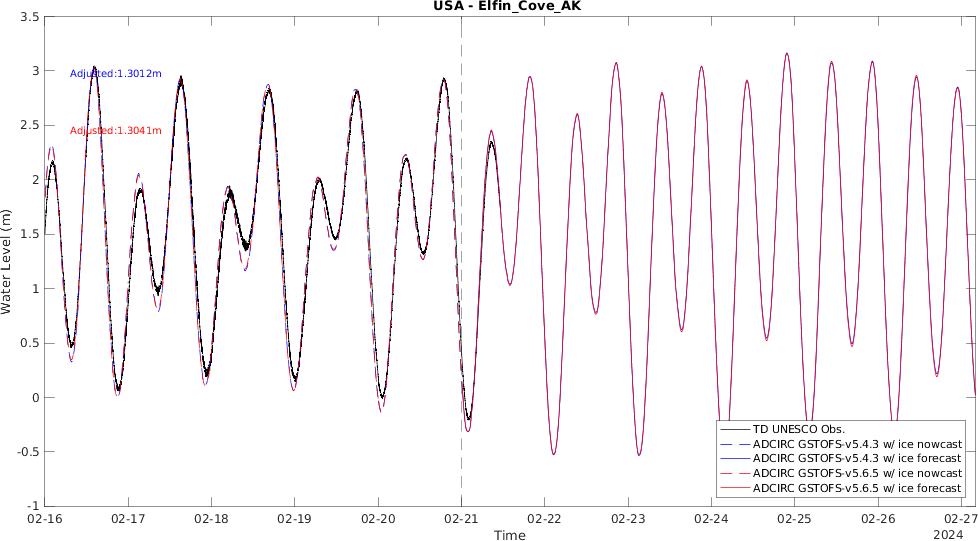 USA - Elfin_Cove_AK
3.5
3
2.5
2
1.5
1
0.5
0
-0.5
-1
Water Level (m)
Adjusted:1.3012m
Adjusted:1.3041m
TD UNESCO Obs.
ADCIRC GSTOFS-v5.4.3 w/ ice nowcast
ADCIRC GSTOFS-v5.4.3 w/ ice forecast
ADCIRC GSTOFS-v5.6.5 w/ ice nowcast
ADCIRC GSTOFS-v5.6.5 w/ ice forecast
02-16 02-17 02-18 02-19 02-20 02-21 02-22 02-23 02-24 02-25 02-26 02-27
Time
2024